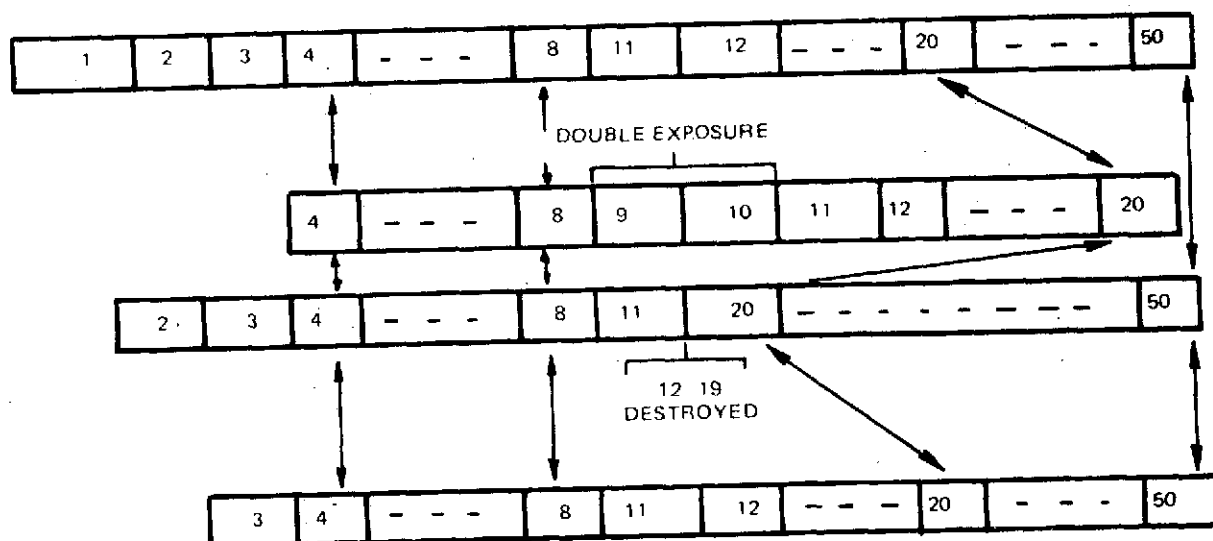 1 2 3 4 - - - 8 11 12 - - - 20 - - - 50
DOUBLE EXPOSURE
4 - - - 8 9 10 11 12 - - - 20
2 3 4 - - - 8 11 20 - - - - - - - - 50
12 19
DESTROYED
3 4 - - - 8 11 12 - - - 20 - - - 50